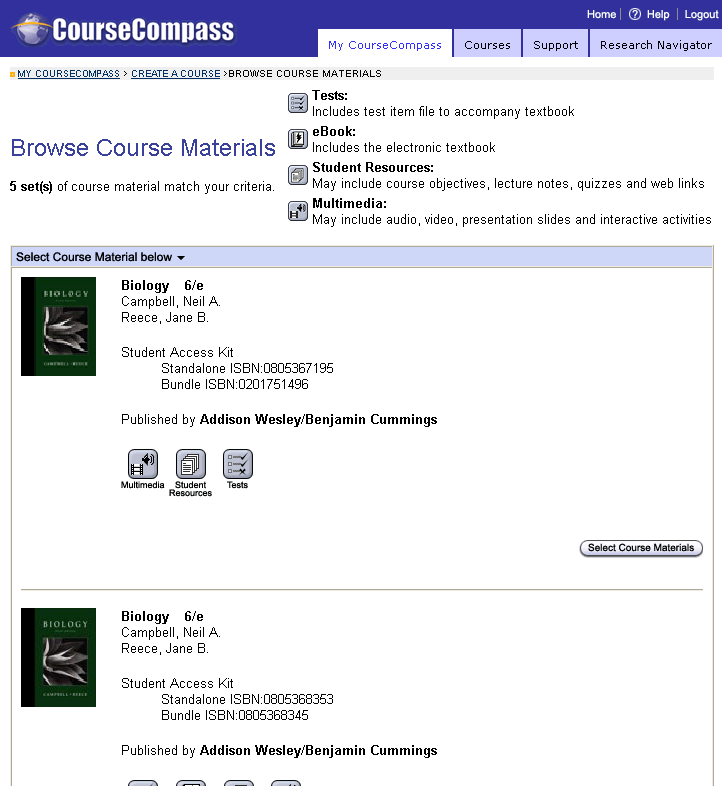 Home | Help | Logout
CourseCompass
My CourseCompass Courses Support Research Navigator
MY COURSECOMPASS > CREATE A COURSE >BROWSE COURSE MATERIALS
Browse Course Materials
5 set(s) of course material match your criteria.
Tests:
Includes test item file to accompany textbook
eBook:
Includes the electronic textbook
Student Resources:
May include course objectives, lecture notes, quizzes and web links
Multimedia:
May include audio, video, presentation slides and interactive activities
Select Course Material below
BIOLOGY
CAMPBELL • REECE
Biology 6/e
Campbell, Neil A.
Reece, Jane B.
Student Access Kit
Standalone ISBN:0805367195
Bundle ISBN:0201751496
Published by Addison Wesley/Benjamin Cummings
Multimedia Student Resources Tests
Select Course Materials
BIOLOGY
CAMPBELL • REECE
Biology 6/e
Campbell, Neil A.
Reece, Jane B.
Student Access Kit
Standalone ISBN:0805368353
Bundle ISBN:0805368345
Published by Addison Wesley/Benjamin Cummings